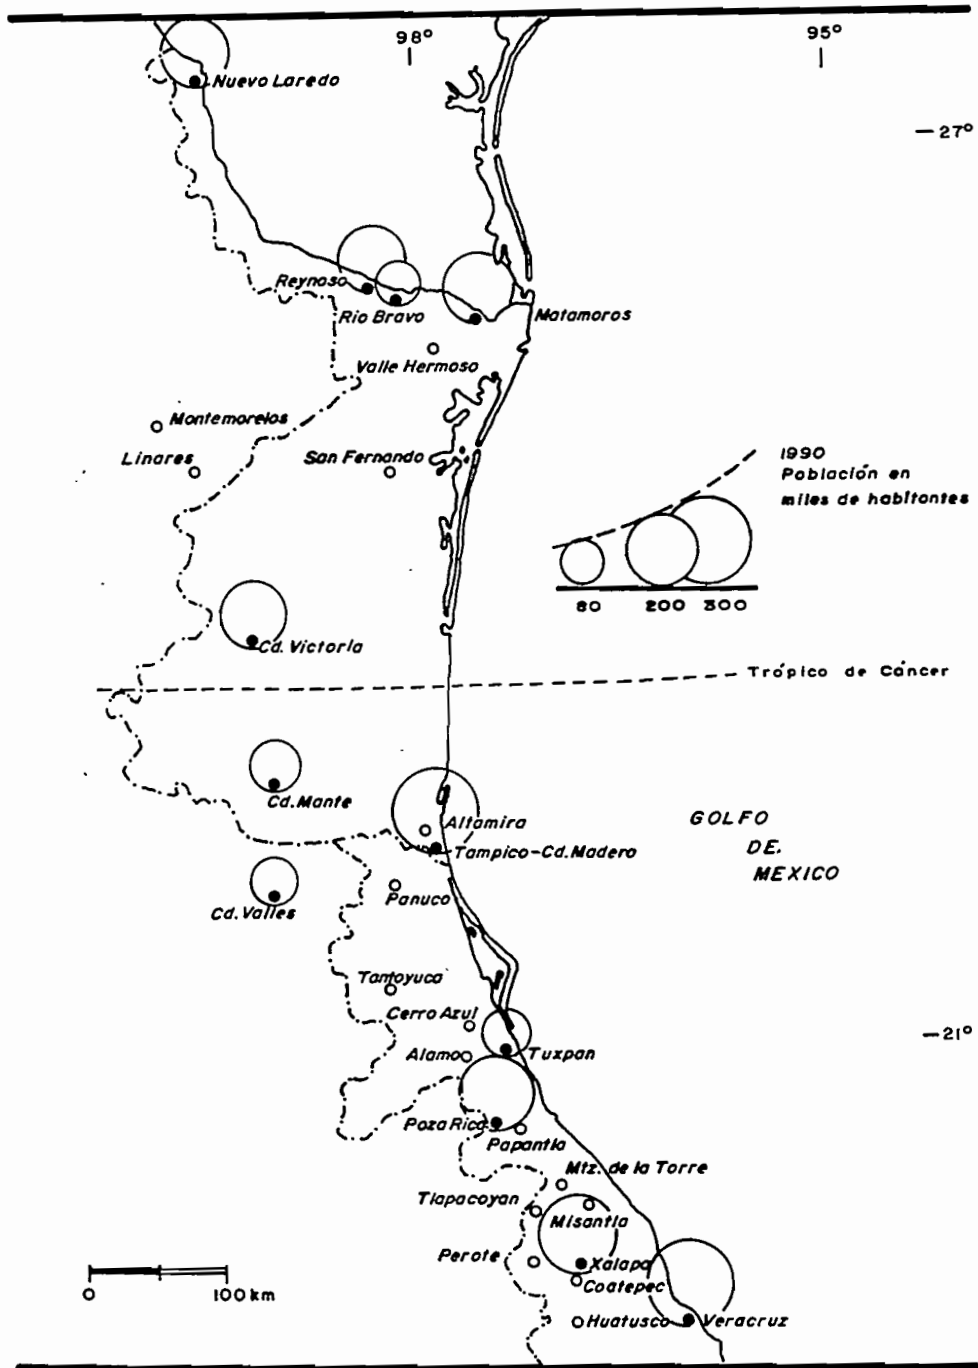 98°
95°
Nuevo Laredo
27°
Reynosa
Rio Bravo
Matamoros
Valle Hermoso
Montemorelos
Linares
San Fernando
1990
Población en
miles de habitantes
80 200 300
Cd. Victoria
Trópico de Cáncer
Cd. Mante
Altamira
Tampico-Cd. Madero
GOLFO
DE.
MEXICO
Panuco
Cd. Valles
Tantoyuca
Cerro Azul
21°
Tuxpan
Alamo
Poza Rica
Papantla
Mtz. de la Torre
Tlapacoyan
Misantla
Perote
Xalapa
Coatepec
0 100 km
Huatusco
Veracruz